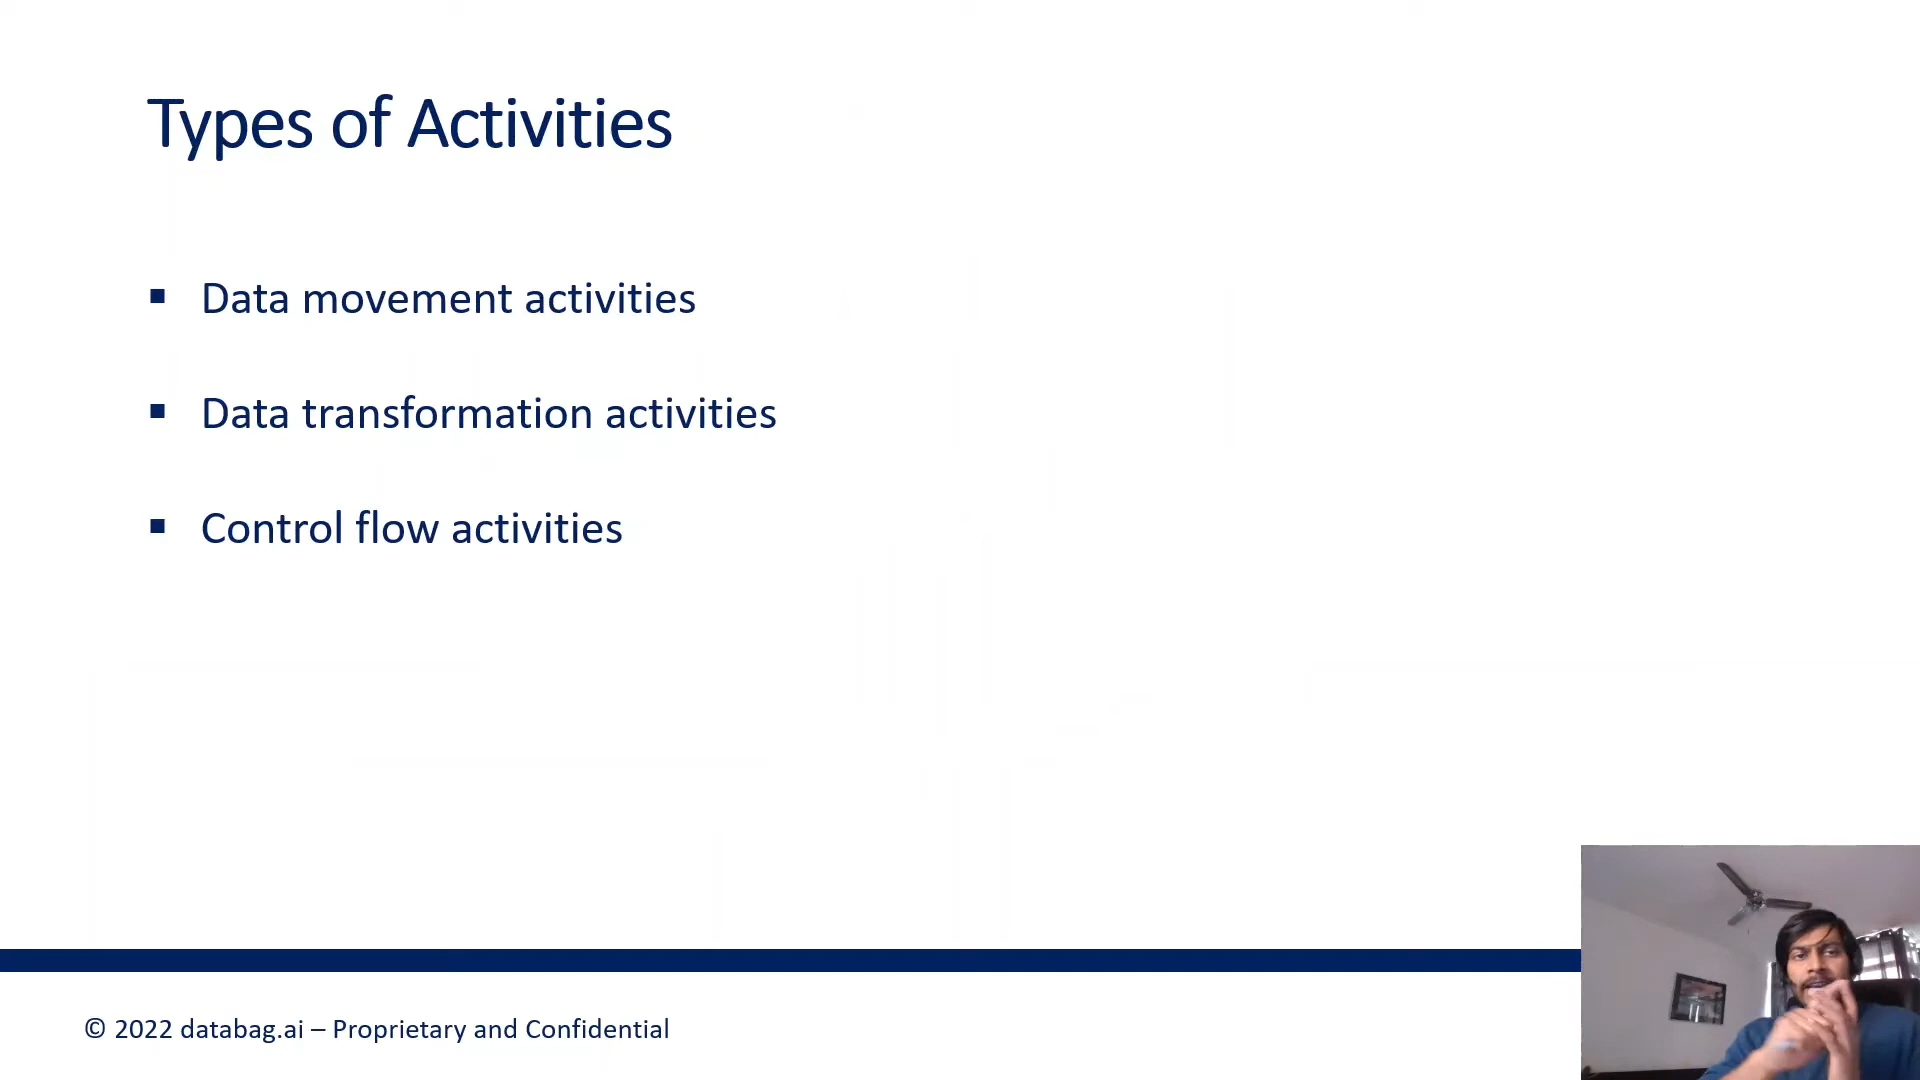 Types of Activities
▪ Data movement activities
▪ Data transformation activities
▪ Control flow activities
© 2022 databag.ai – Proprietary and Confidential